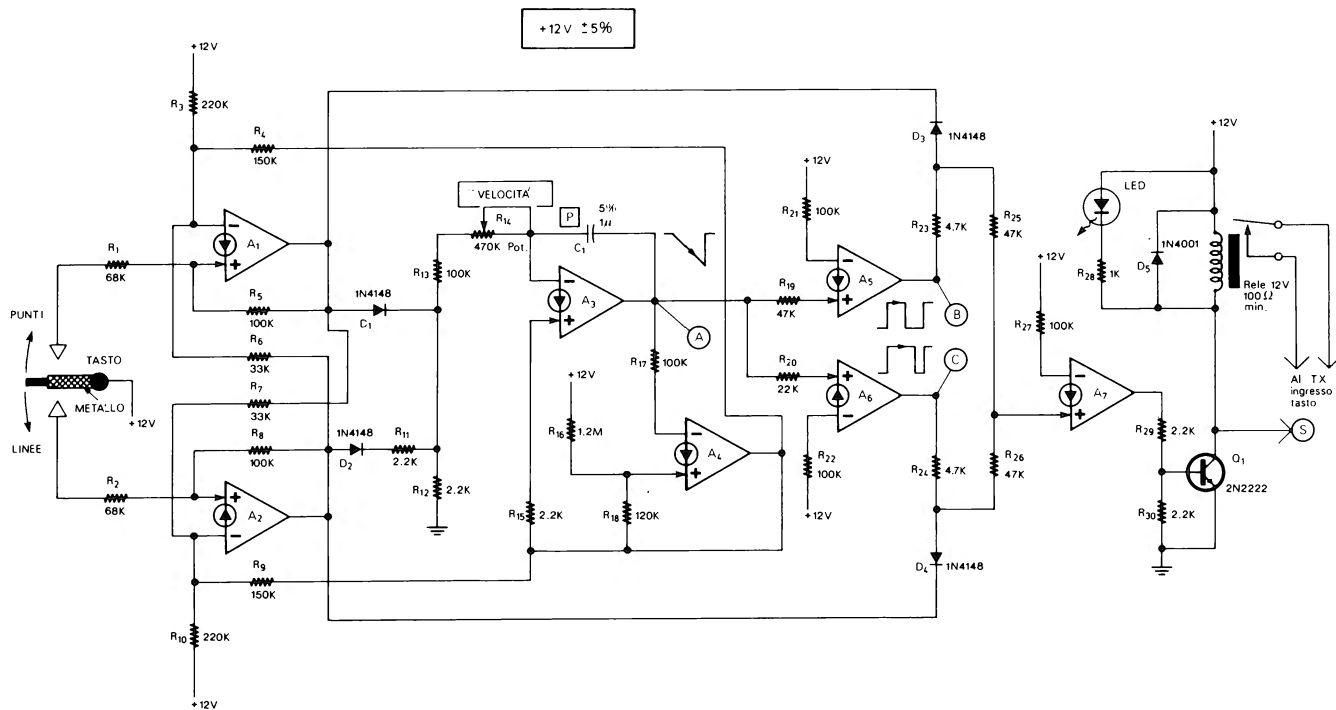 +12V ±5%
+12V
R3 220K
R4
150K
A1
R1
68K
R5
100K
R6
33K
R7
33K
R8
100K
R2
68K
A2
R9
150K
R10 220K
+12V
PUNTI
TASTO
METALLO
+12V
LINEE
1N4148
D1
1N4148
D2
R11
2.2K
R12 2.2K
R13 100K
VELOCITA'
R14
470K Pot.
P
5%
1µ
C1
A3
A
R15 2.2K
+12V
R16 1.2M
R17 100K
R18 120K
A4
R19
47K
R20
22K
+12V
R21 100K
A5
A6
R22
100K
+12V
D3 1N4148
R23 4.7K
B
C
R24 4.7K
D4 1N4148
R25
47K
R26
47K
+12V
R27 100K
A7
R29 2.2K
R30 2.2K
Q1
2N2222
S
+12V
LED
R28 1K
1N4001
D5
Rele 12V
100Ω
min.
Al TX
ingresso
tasto